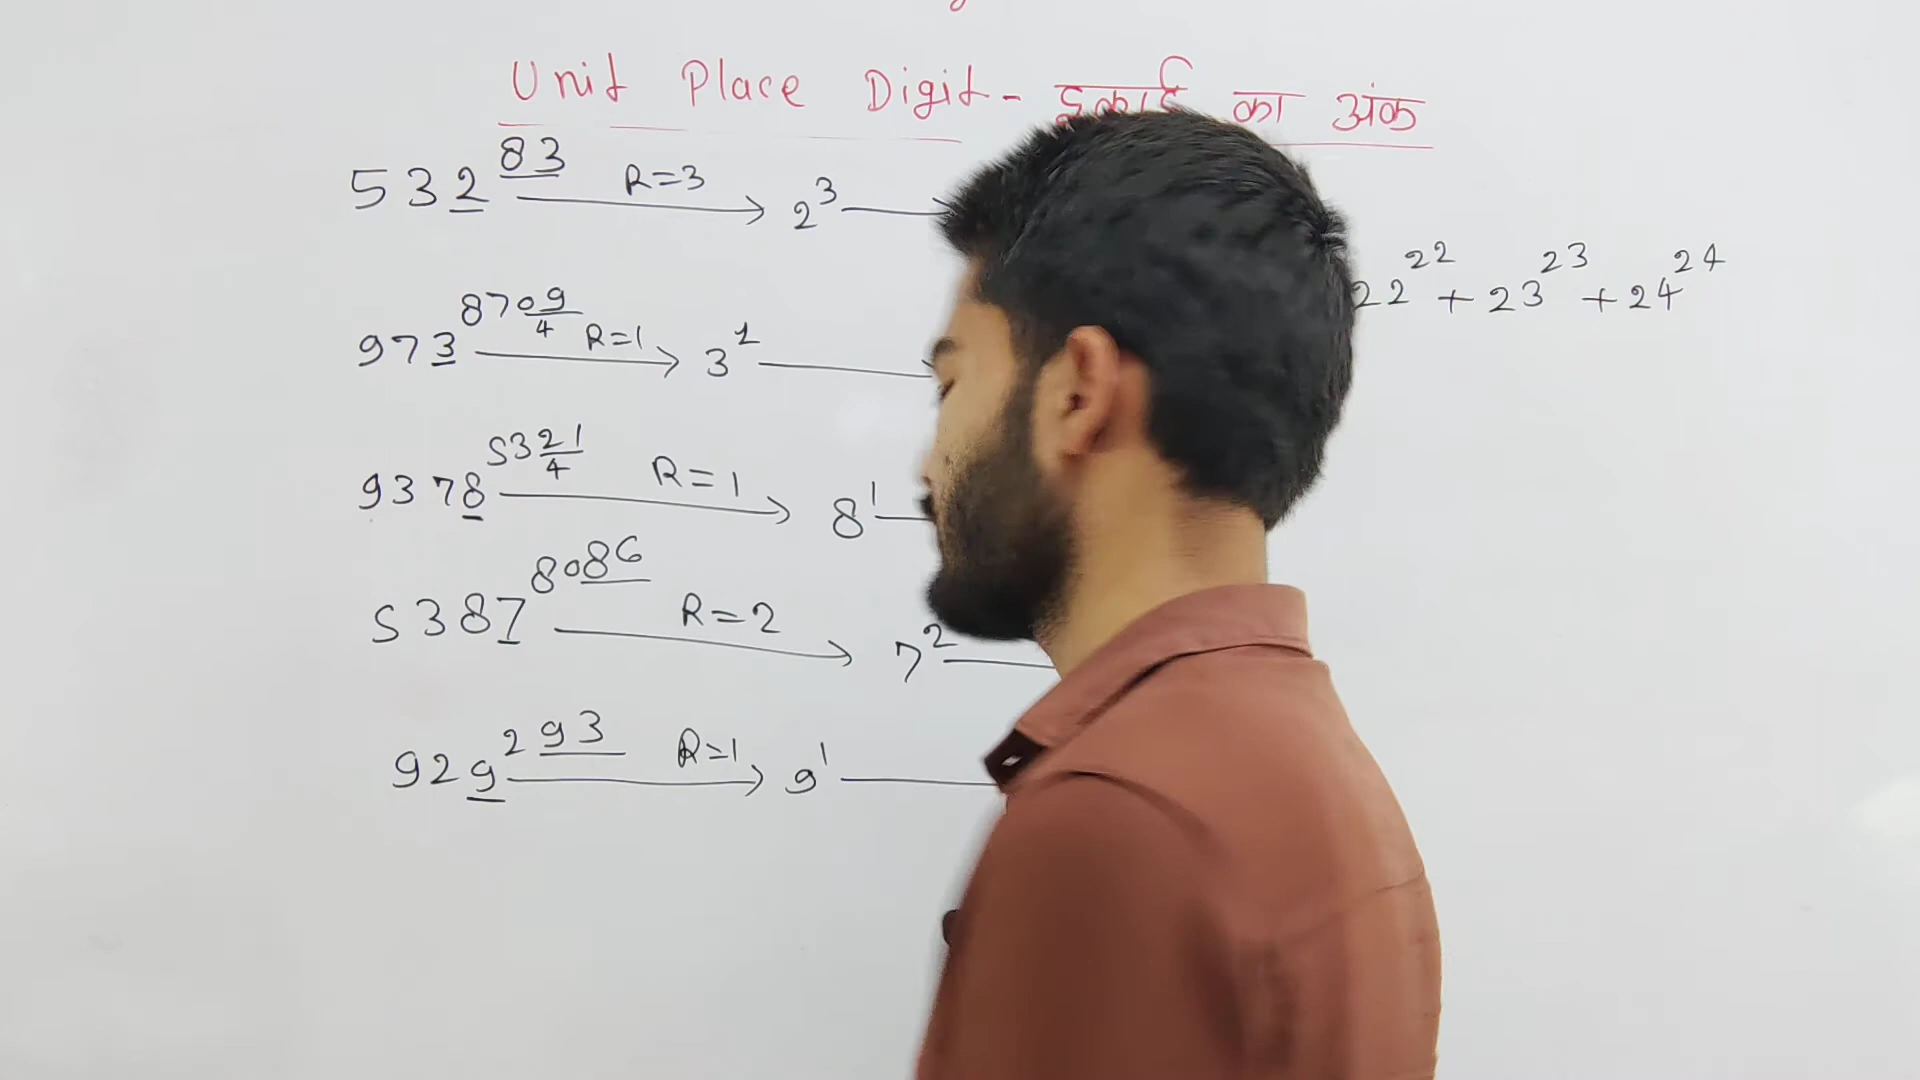 Unit Place Digit - इकाई का अंक
532^83 R=3 → 2^3
22^22 + 23^23 + 24^24
973^8709/4 R=1 → 3^1
9378^5321/4 R=1 → 8^1
5387^8086 R=2 → 7^2
929^293 R=1 → 9^1